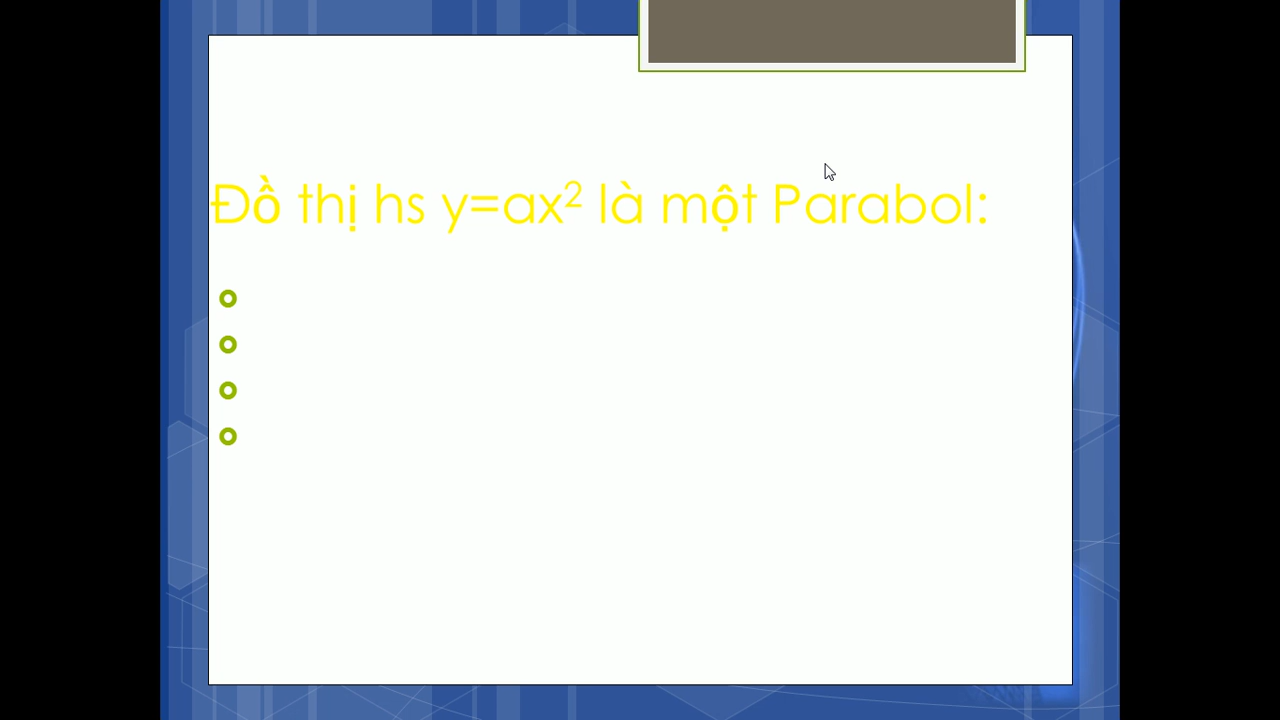 Đồ thị hs y=ax² là một Parabol: